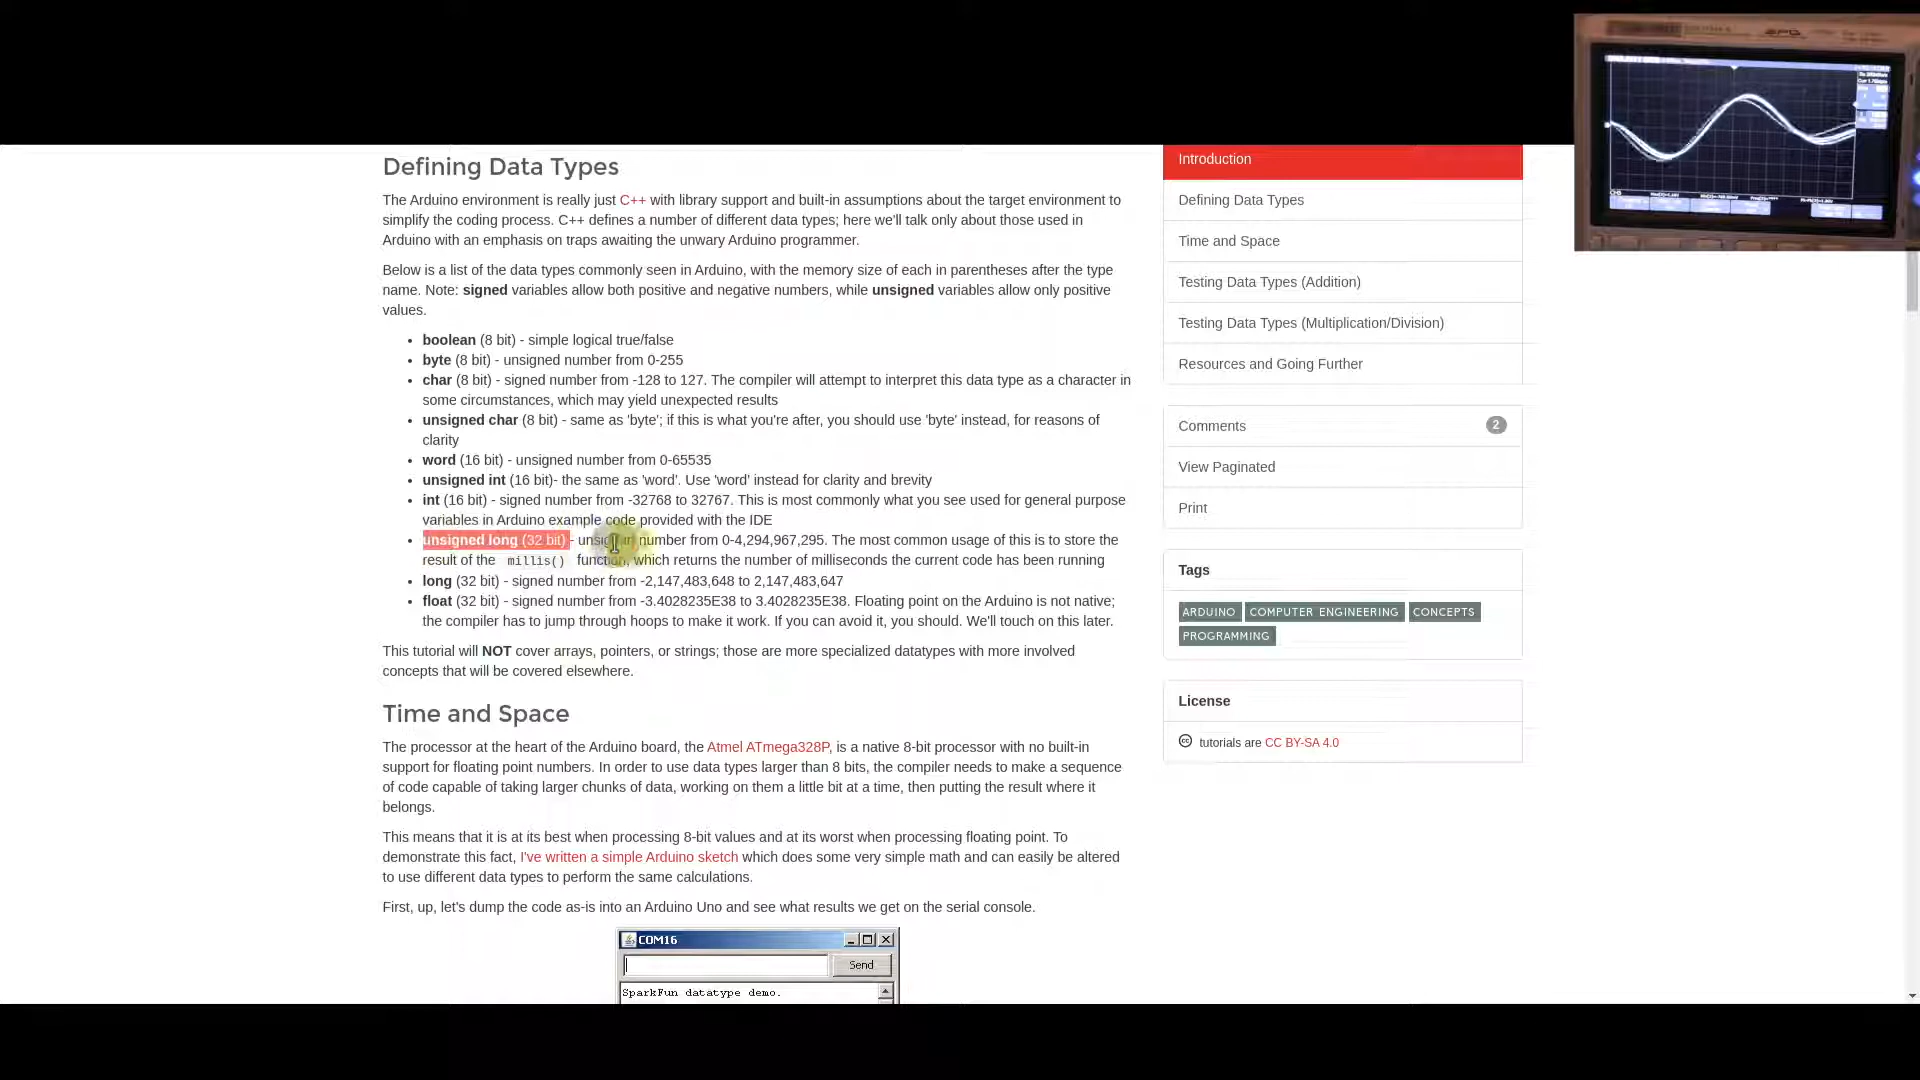 Defining Data Types
The Arduino environment is really just C++ with library support and built-in assumptions about the target environment to
simplify the coding process. C++ defines a number of different data types; here we'll talk only about those used in
Arduino with an emphasis on traps awaiting the unwary Arduino programmer.
Below is a list of the data types commonly seen in Arduino, with the memory size of each in parentheses after the type
name. Note: signed variables allow both positive and negative numbers, while unsigned variables allow only positive
values.
• boolean (8 bit) - simple logical true/false
• byte (8 bit) - unsigned number from 0-255
• char (8 bit) - signed number from -128 to 127. The compiler will attempt to interpret this data type as a character in
some circumstances, which may yield unexpected results
• unsigned char (8 bit) - same as 'byte'; if this is what you're after, you should use 'byte' instead, for reasons of
clarity
• word (16 bit) - unsigned number from 0-65535
• unsigned int (16 bit)- the same as 'word'. Use 'word' instead for clarity and brevity
• int (16 bit) - signed number from -32768 to 32767. This is most commonly what you see used for general purpose
variables in Arduino example code provided with the IDE
• unsigned long (32 bit) - unsigned number from 0-4,294,967,295. The most common usage of this is to store the
result of the millis() function, which returns the number of milliseconds the current code has been running
• long (32 bit) - signed number from -2,147,483,648 to 2,147,483,647
• float (32 bit) - signed number from -3.4028235E38 to 3.4028235E38. Floating point on the Arduino is not native;
the compiler has to jump through hoops to make it work. If you can avoid it, you should. We'll touch on this later.
This tutorial will NOT cover arrays, pointers, or strings; those are more specialized datatypes with more involved
concepts that will be covered elsewhere.
Time and Space
The processor at the heart of the Arduino board, the Atmel ATmega328P, is a native 8-bit processor with no built-in
support for floating point numbers. In order to use data types larger than 8 bits, the compiler needs to make a sequence
of code capable of taking larger chunks of data, working on them a little bit at a time, then putting the result where it
belongs.
This means that it is at its best when processing 8-bit values and at its worst when processing floating point. To
demonstrate this fact, I've written a simple Arduino sketch which does some very simple math and can easily be altered
to use different data types to perform the same calculations.
First, up, let's dump the code as-is into an Arduino Uno and see what results we get on the serial console.
COM16
Send
SparkFun datatype demo.
Introduction
Defining Data Types
Time and Space
Testing Data Types (Addition)
Testing Data Types (Multiplication/Division)
Resources and Going Further
Comments 2
View Paginated
Print
Tags
ARDUINO COMPUTER ENGINEERING CONCEPTS
PROGRAMMING
License
tutorials are CC BY-SA 4.0